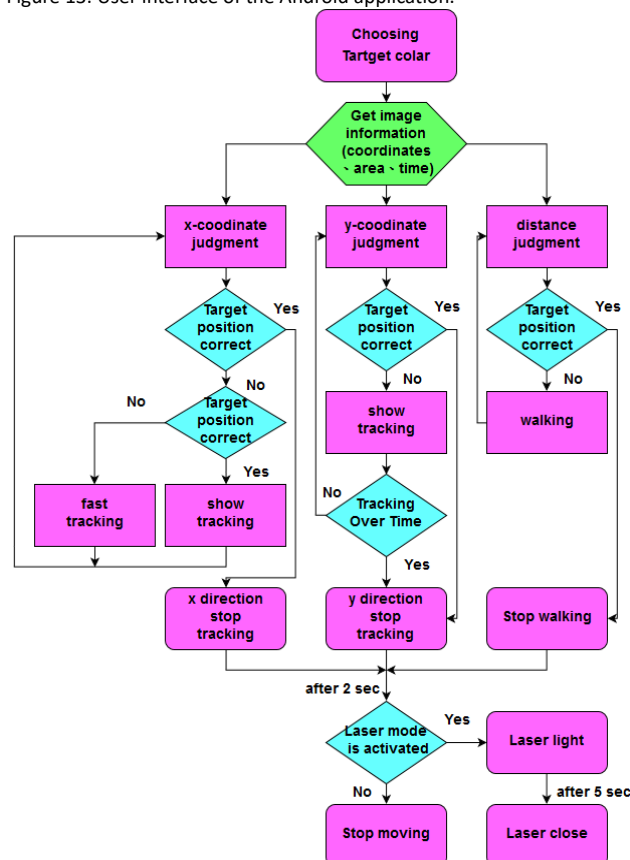 Figure 15. User interface of the Android application.
Choosing
Tartget colar
Get image
information
(coordinates
、area、time)
x-coodinate
judgment
y-coodinate
judgment
distance
judgment
Target
position
correct
Yes
Target
position
correct
Yes
Target
position
correct
Yes
No
No
No
No
Target
position
correct
show
tracking
walking
Yes
fast
tracking
show
tracking
No
Tracking
Over Time
Yes
x direction
stop
tracking
y direction
stop
tracking
Stop walking
after 2 sec
Laser mode
is activated
Yes
Laser light
No
after 5 sec
Stop moving
Laser close